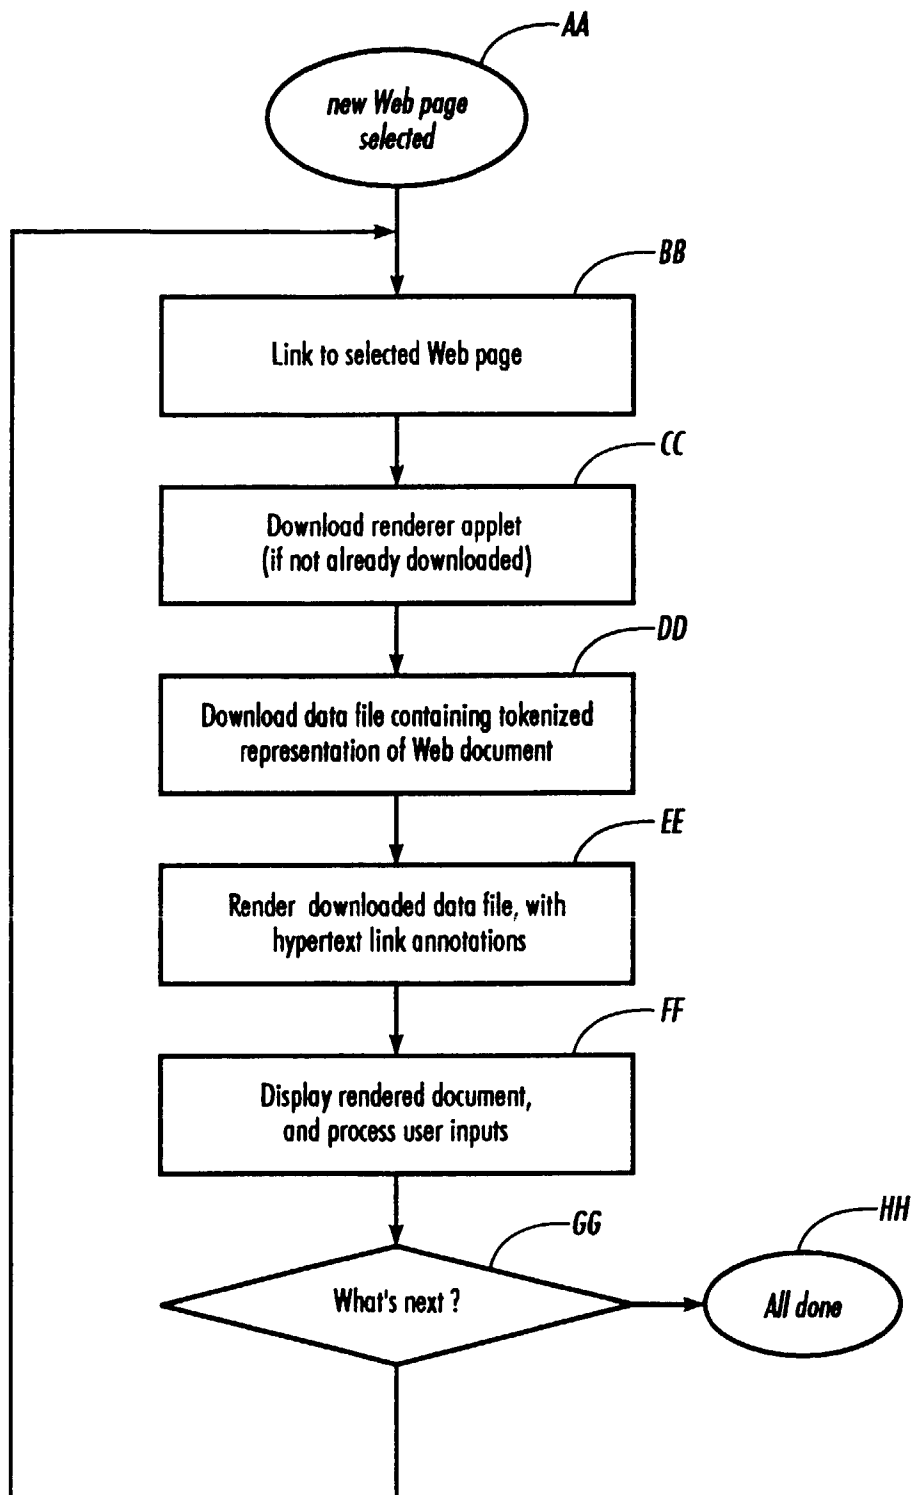 AA
new Web page
selected
BB
Link to selected Web page
CC
Download renderer applet
(if not already downloaded)
DD
Download data file containing tokenized
representation of Web document
EE
Render downloaded data file, with
hypertext link annotations
FF
Display rendered document,
and process user inputs
GG
What's next ?
HH
All done